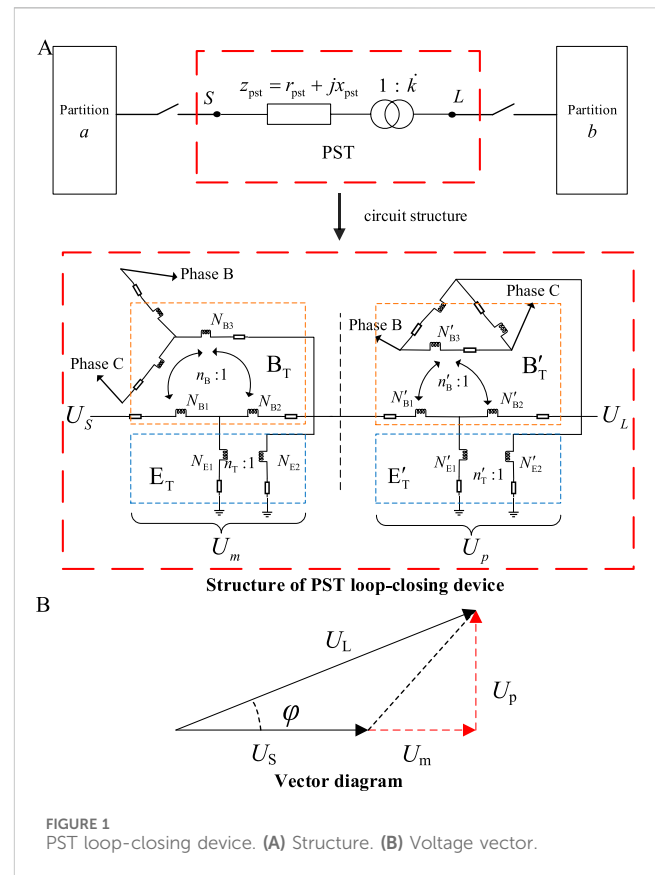 A
Partition
a
S
z_pst = r_pst + jx_pst
1 : k̇
L
PST
Partition
b
circuit structure
Phase B
Phase C
N_B3
B_T
n_B : 1
N_B1
N_B2
U_S
E_T
N_E1
n_T : 1
N_E2
U_m
Phase B
Phase C
N′_B3
B′_T
n′_B : 1
N′_B1
N′_B2
U_L
E′_T
N′_E1
n′_T : 1
N′_E2
U_p
Structure of PST loop-closing device
B
U_L
U_p
φ
U_S
U_m
Vector diagram
FIGURE 1
PST loop-closing device. (A) Structure. (B) Voltage vector.